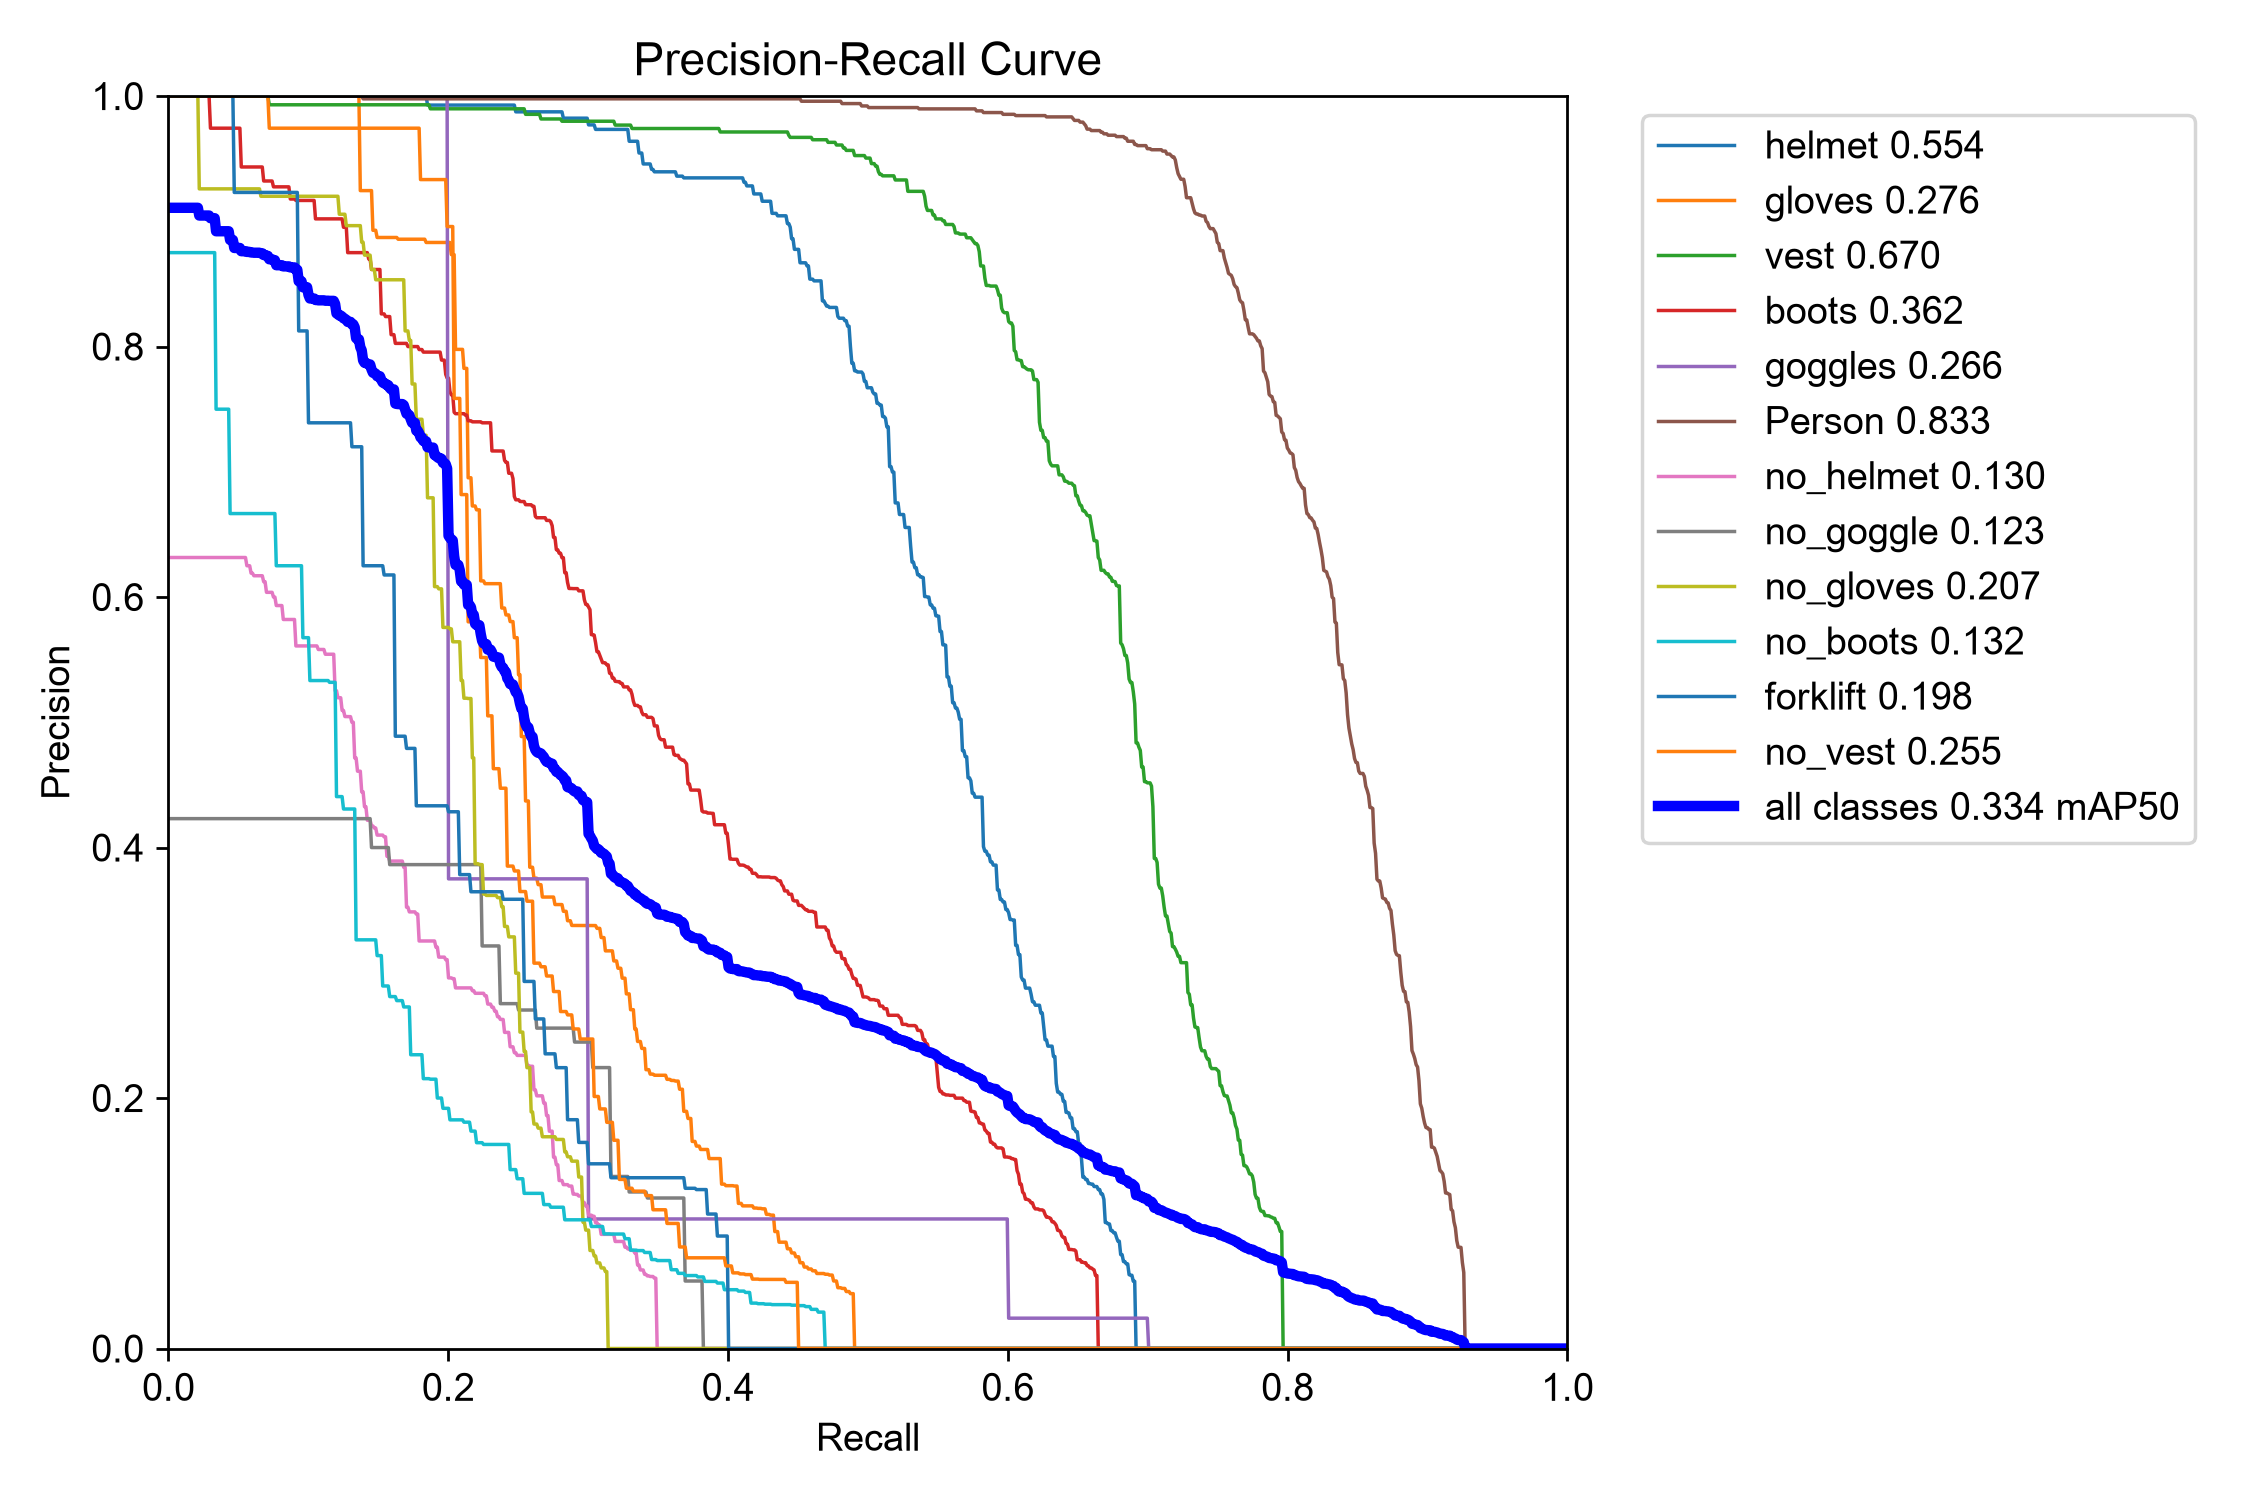 Precision-Recall Curve
1.0
0.8
0.6
0.4
0.2
0.0
Precision
0.0 0.2 0.4 0.6 0.8 1.0
Recall
helmet 0.554
gloves 0.276
vest 0.670
boots 0.362
goggles 0.266
Person 0.833
no_helmet 0.130
no_goggle 0.123
no_gloves 0.207
no_boots 0.132
forklift 0.198
no_vest 0.255
all classes 0.334 mAP50